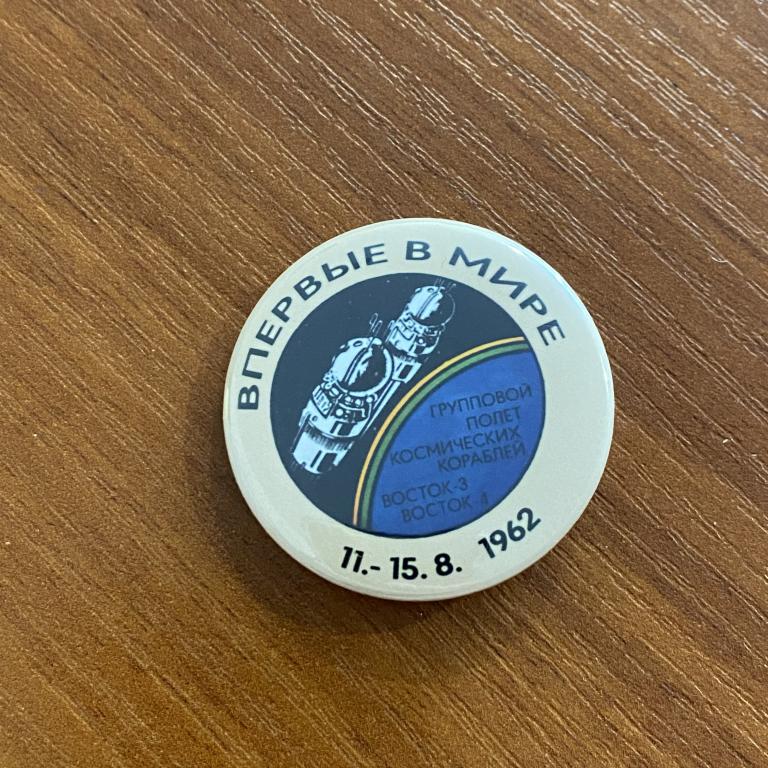 ВПЕРВЫЕ В МИРЕ
ГРУППОВОЙ
ПОЛЕТ
КОСМИЧЕСКИХ
КОРАБЛЕЙ
ВОСТОК-3
ВОСТОК-4
11.- 15. 8. 1962